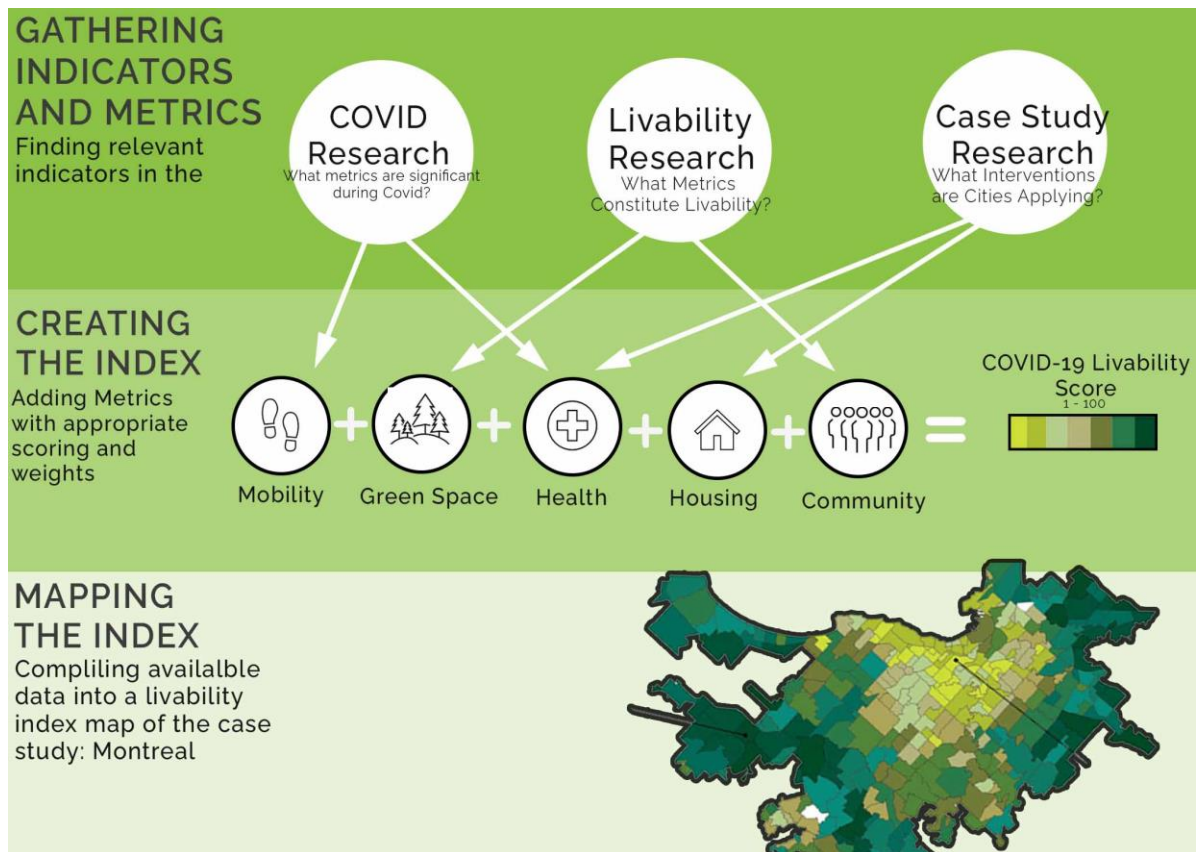 GATHERING
INDICATORS
AND METRICS
Finding relevant
indicators in the
COVID
Research
What metrics are significant
during Covid?
Livability
Research
What Metrics
Constitute Livability?
Case Study
Research
What Interventions
are Cities Applying?
CREATING
THE INDEX
Adding Metrics
with appropriate
scoring and
weights
Mobility
Green Space
Health
Housing
Community
COVID-19 Livability
Score
1 - 100
MAPPING
THE INDEX
Compliling availalble
data into a livability
index map of the case
study: Montreal